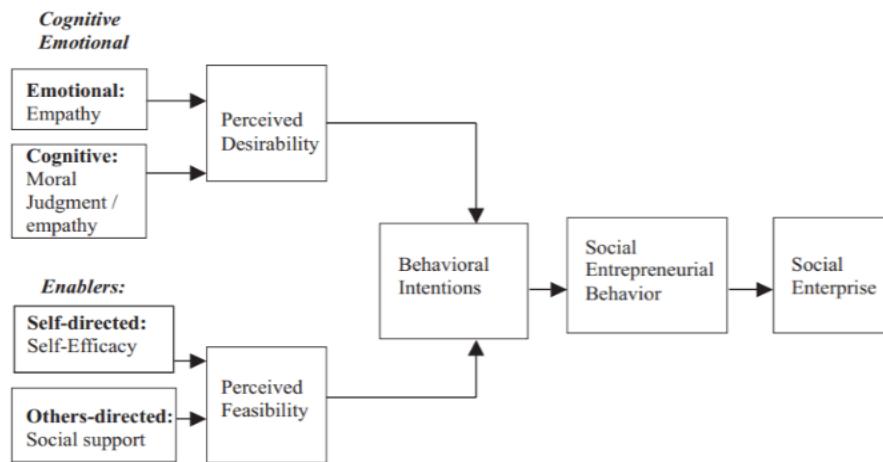 Cognitive
Emotional
Emotional:
Empathy
Cognitive:
Moral
Judgment /
empathy
Perceived
Desirability
Enablers:
Self-directed:
Self-Efficacy
Others-directed:
Social support
Perceived
Feasibility
Behavioral
Intentions
Social
Entrepreneurial
Behavior
Social
Enterprise